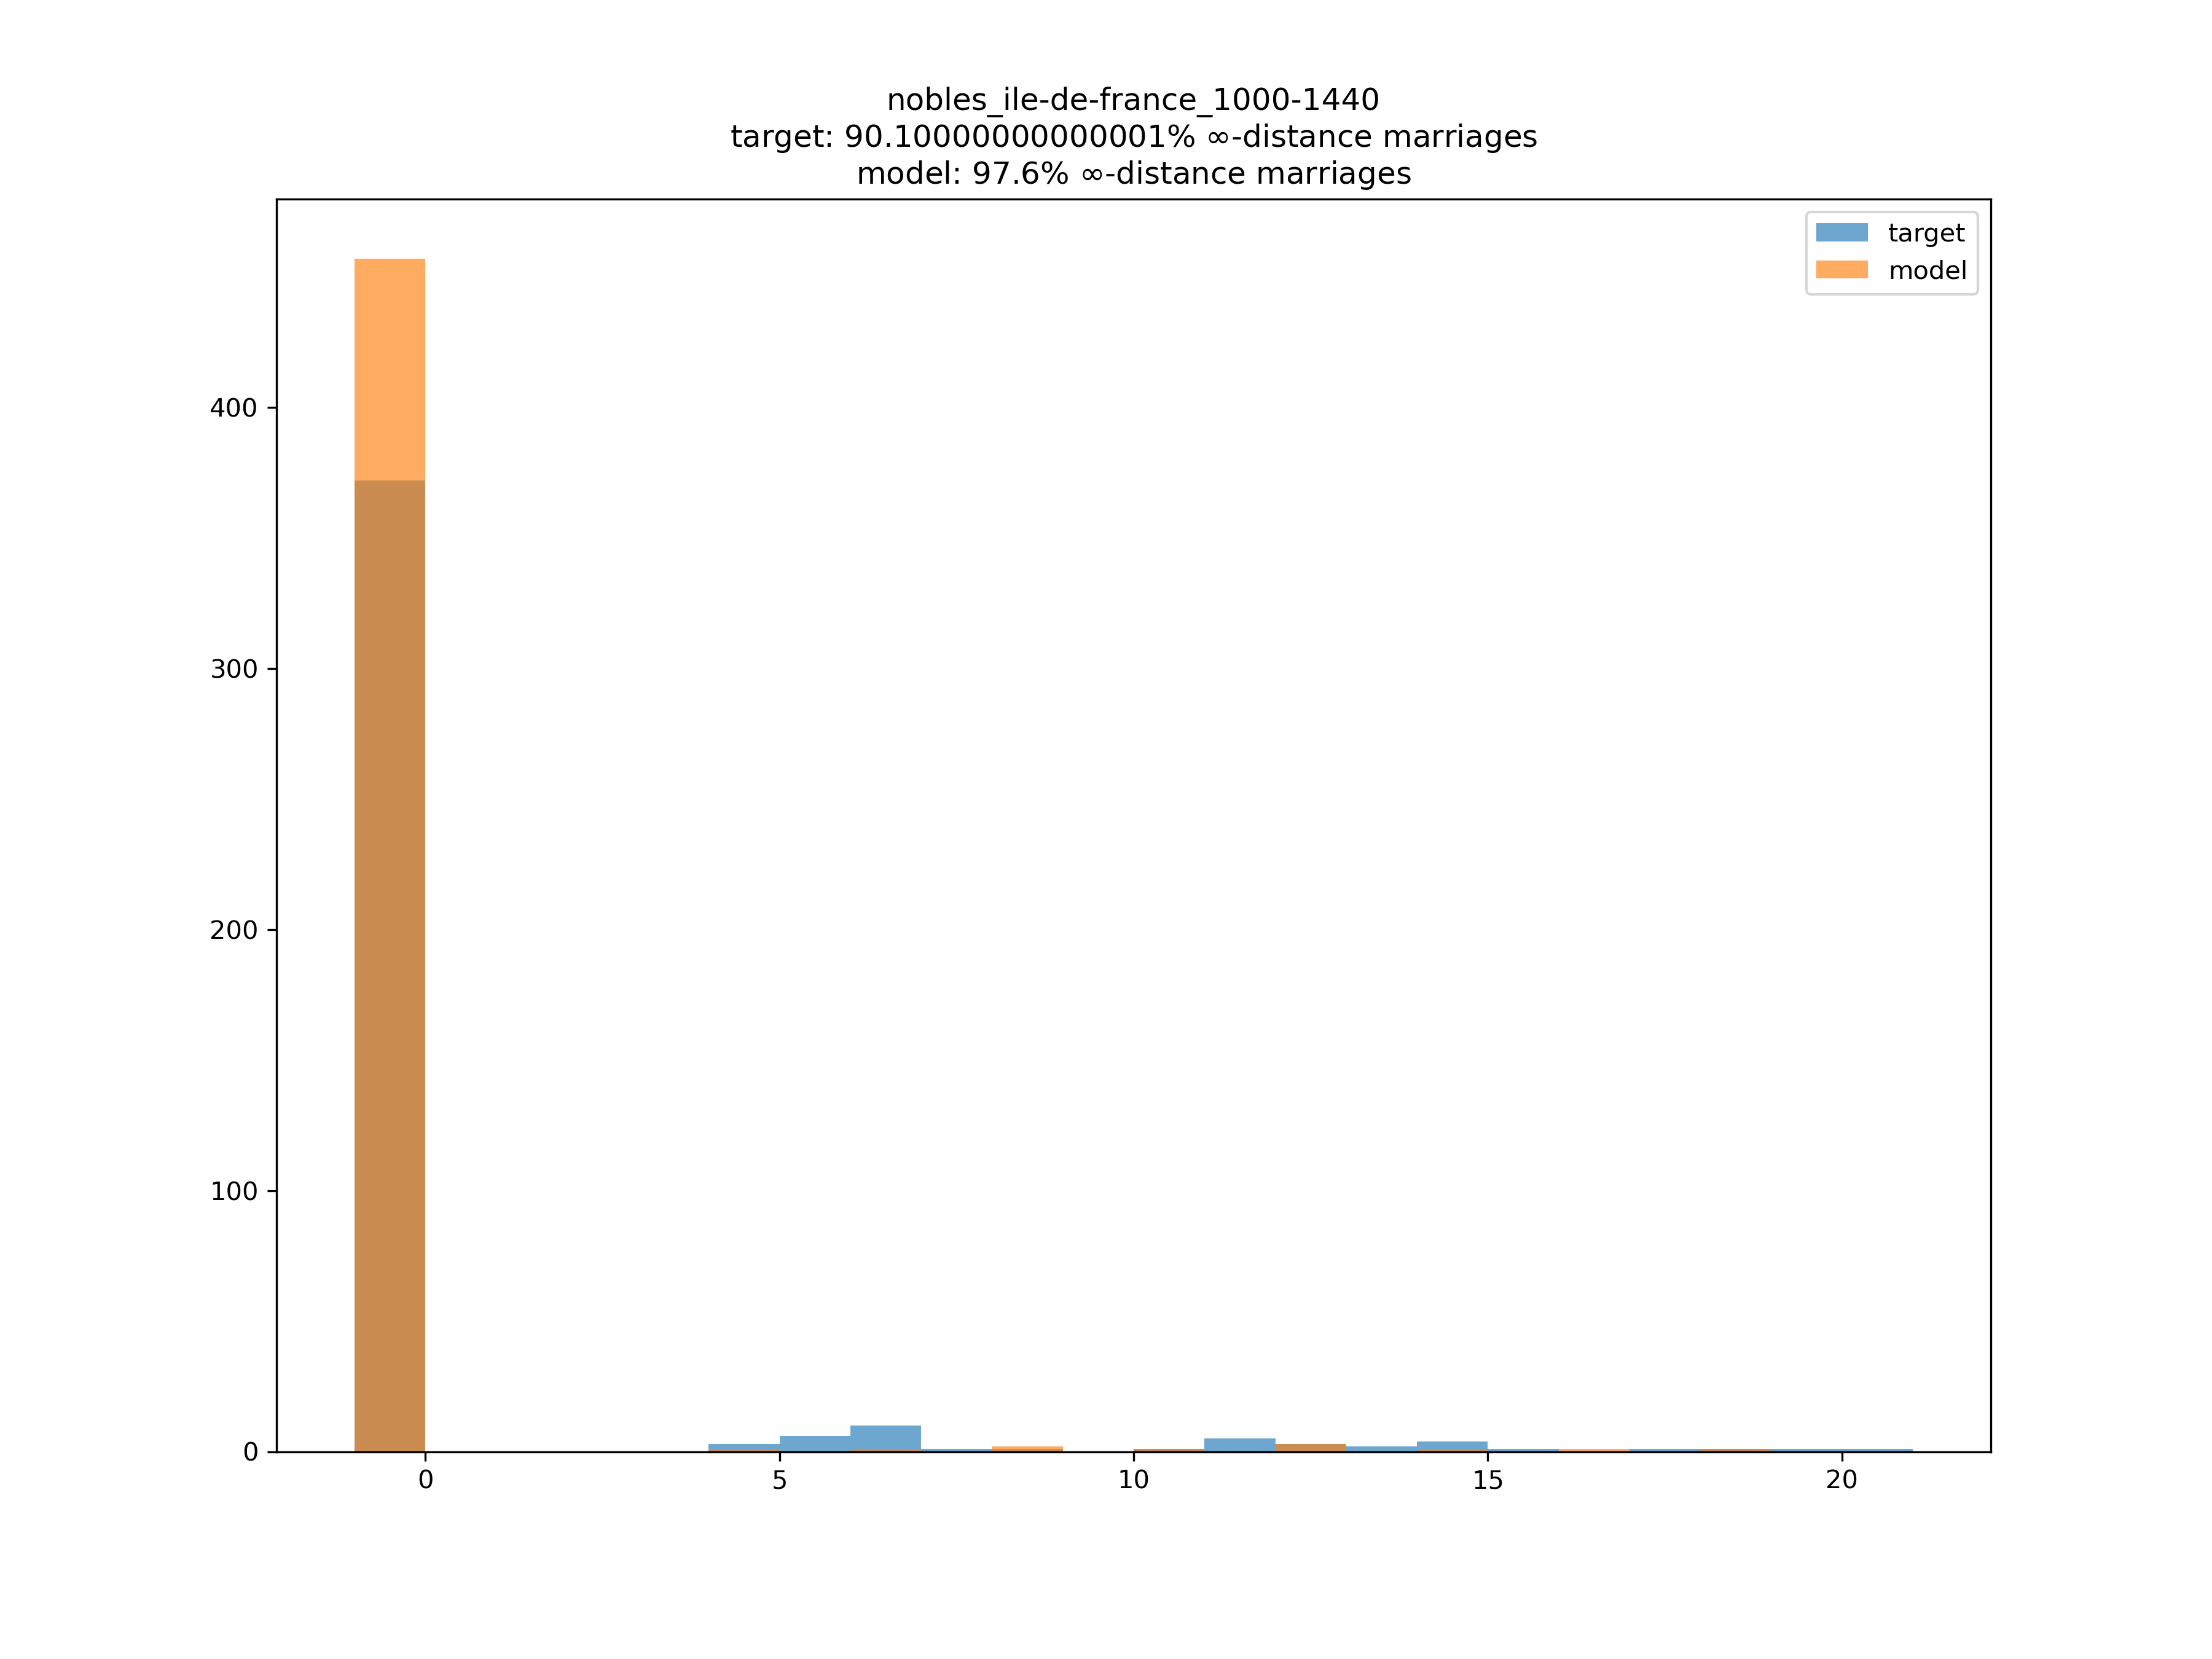 nobles_ile-de-france_1000-1440
target: 90.10000000000001% ∞-distance marriages
model: 97.6% ∞-distance marriages
target
model
400
300
200
100
0
0 5 10 15 20